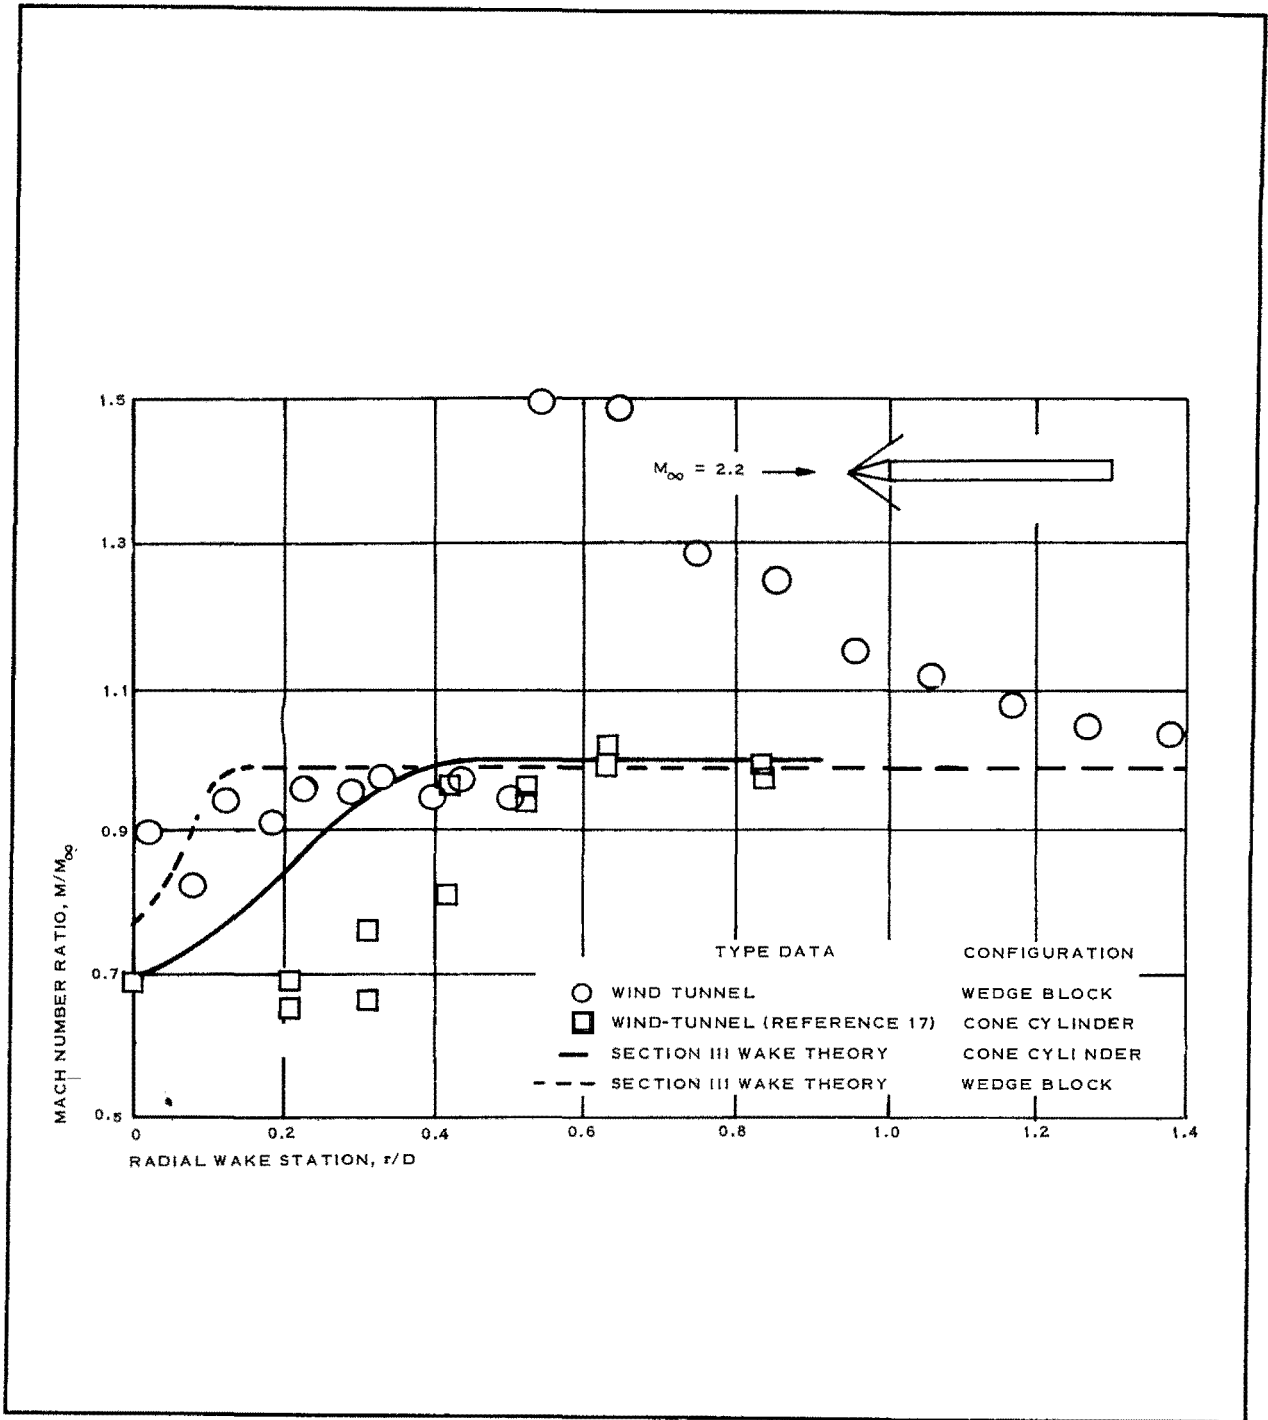 1.5
M∞ = 2.2
1.3
1.1
0.9
0.7
0.5
MACH NUMBER RATIO, M/M∞
TYPE DATA CONFIGURATION
WIND TUNNEL WEDGE BLOCK
WIND-TUNNEL (REFERENCE 17) CONE CYLINDER
SECTION III WAKE THEORY CONE CYLINDER
SECTION III WAKE THEORY WEDGE BLOCK
0 0.2 0.4 0.6 0.8 1.0 1.2 1.4
RADIAL WAKE STATION, r/D